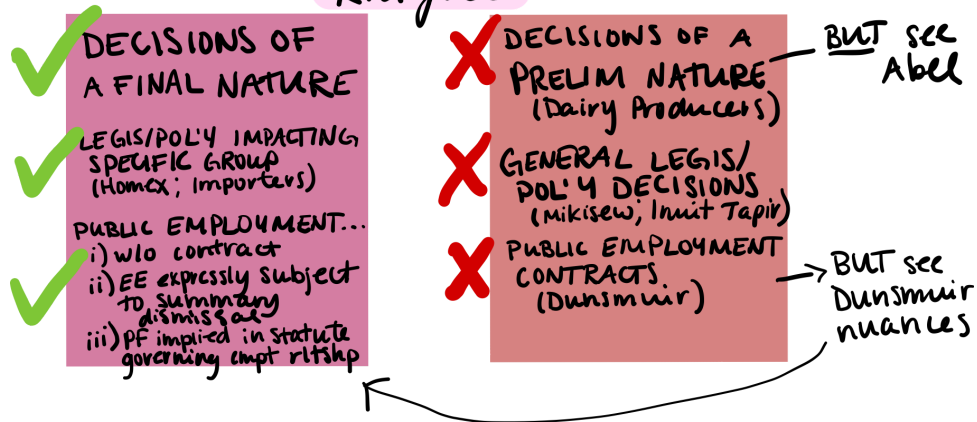 DECISIONS OF
A FINAL NATURE
LEGIS/POL'Y IMPACTING
SPECIFIC GROUP
(Homex; Importers)
PUBLIC EMPLOYMENT...
i) w/o contract
ii) EE expressly subject
to summary
dismissal
iii) PF implied in statute
governing empt rltshp
DECISIONS OF A
PRELIM NATURE
(Dairy Producers)
GENERAL LEGIS/
POL'Y DECISIONS
(Mikisew; Inuit Tapir)
PUBLIC EMPLOYMENT
CONTRACTS
(Dunsmuir)
BUT see
Abel
BUT see
Dunsmuir
nuances